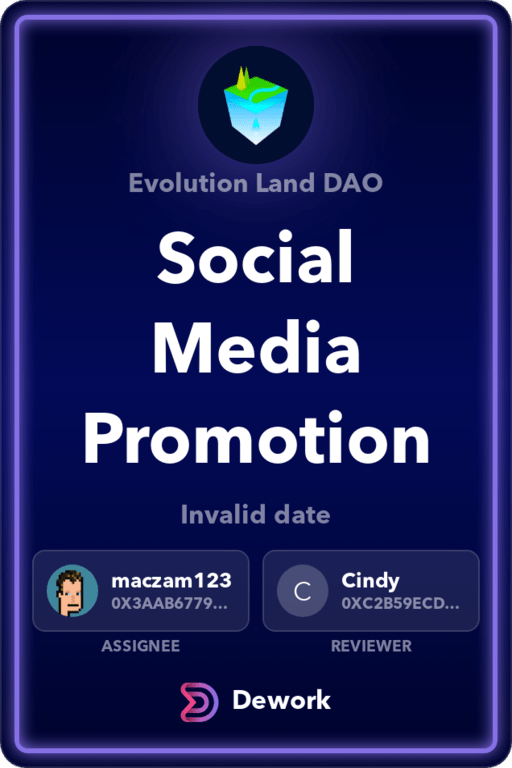 Evolution Land DAO
Social
Media
Promotion
Invalid date
maczam123
0X3AAB6779...
ASSIGNEE
C
Cindy
0XC2B59ECD...
REVIEWER
Dework